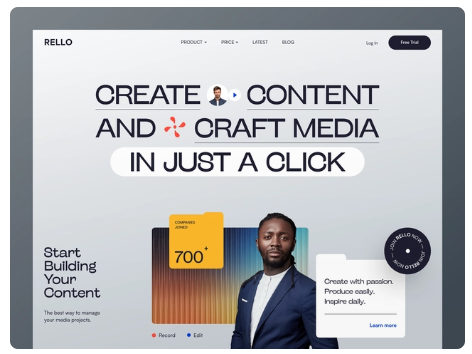 RELLO
PRODUCT +
PRICE +
LATEST
BLOG
Log In
Free Trial
CREATE CONTENT
AND CRAFT MEDIA
IN JUST A CLICK
COMPANIES
JOINED
700+
Start
Building
Your
Content
The best way to manage
your media projects.
Record
Edit
Create with passion.
Produce easily.
Inspire daily.
Learn more
JOIN RELLO NOW — JOIN RELLO NOW —